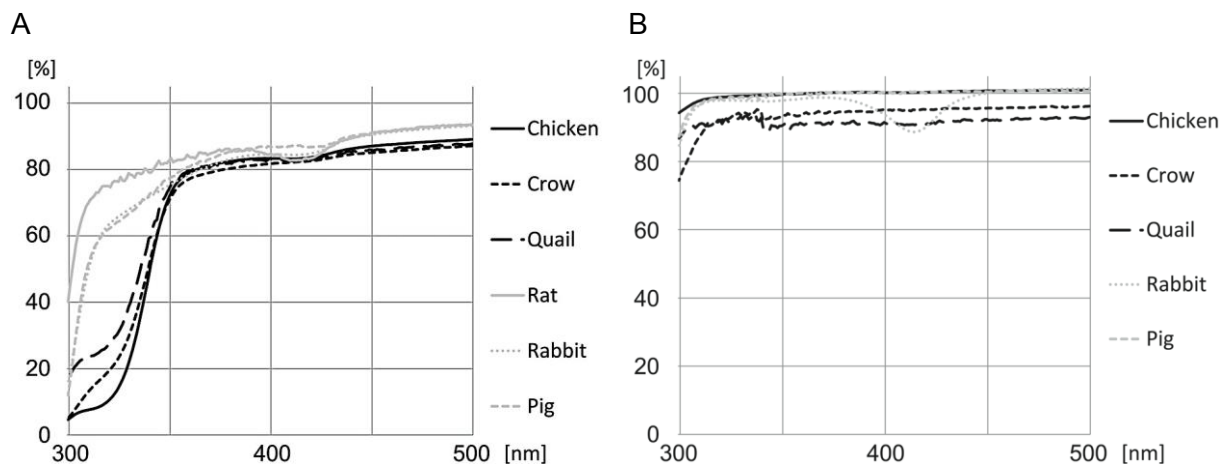 A
[%]
100
80
60
40
20
0
300
400
500
[nm]
Chicken
Crow
Quail
Rat
Rabbit
Pig
B
[%]
100
80
60
40
20
0
300
400
500
[nm]
Chicken
Crow
Quail
Rabbit
Pig